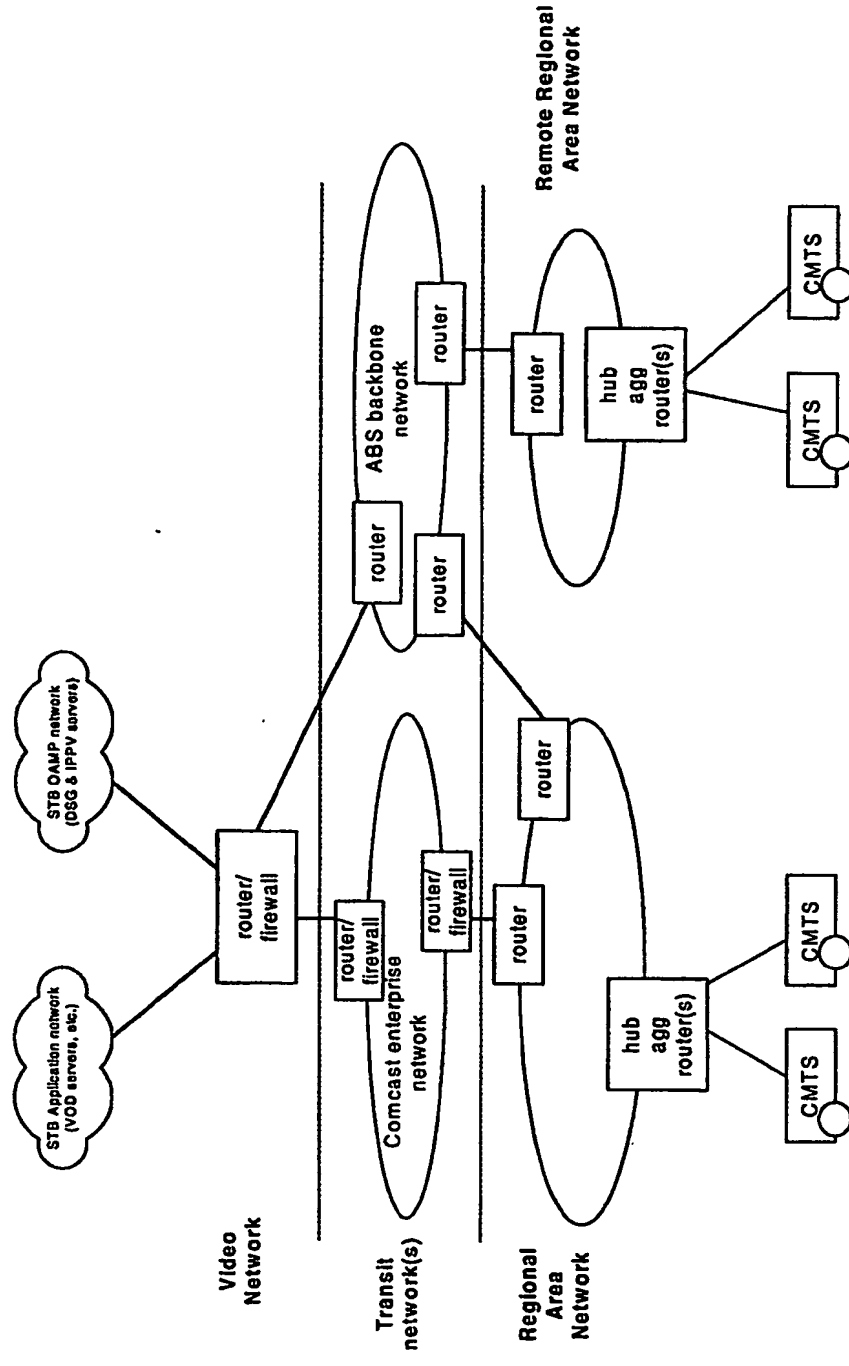 STB Application network
(VOD servers, etc.)
STB OAMP network
(DSG & IPPV servers)
Video
Network
router/
firewall
Transit
network(s)
router/
firewall
Comcast enterprise
network
router/
firewall
router
ABS backbone
network
router
router
Regional
Area
Network
router
router
hub
agg
router(s)
CMTS
CMTS
Remote Regional
Area Network
router
hub
agg
router(s)
CMTS
CMTS